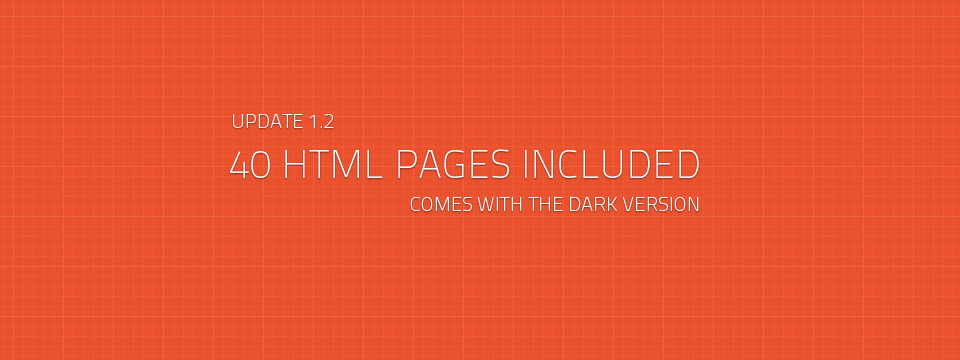 UPDATE 1.2
40 HTML PAGES INCLUDED
COMES WITH THE DARK VERSION